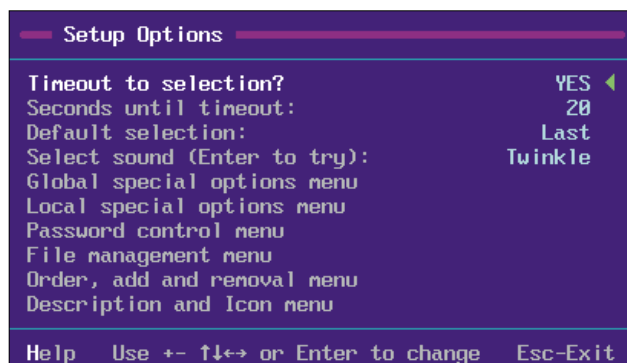 Setup Options
Timeout to selection? YES
Seconds until timeout: 20
Default selection: Last
Select sound (Enter to try): Twinkle
Global special options menu
Local special options menu
Password control menu
File management menu
Order, add and removal menu
Description and Icon menu
Help Use +- ↑↓←→ or Enter to change Esc-Exit